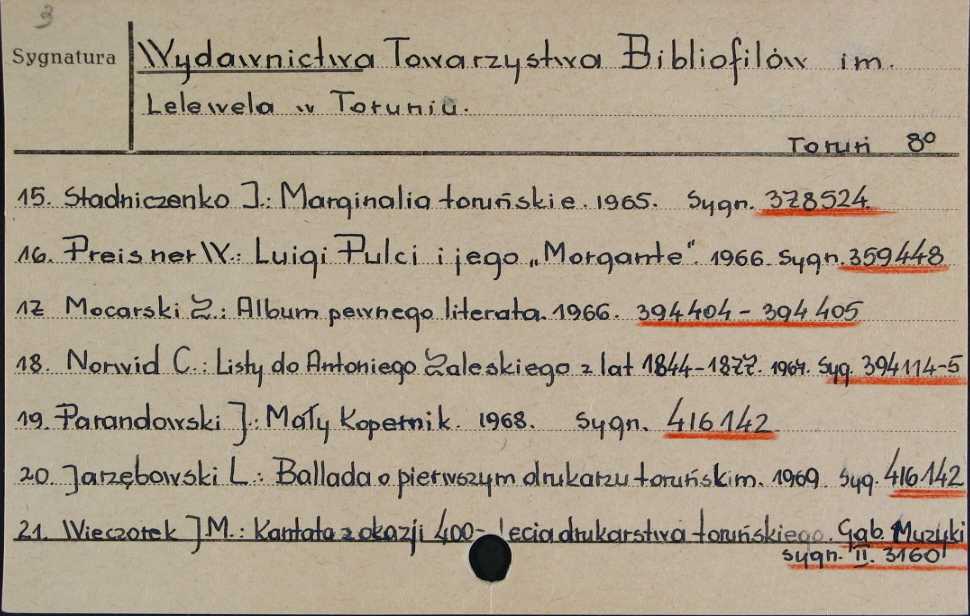 3
Sygnatura
Wydawnictwa Towarzystwa Bibliofilów im.
Lelewela w Toruniu.
Toruń 8º
15. Stadniczenko J.: Marginalia toruńskie. 1965. Sygn. 378524
16. Preisner W.: Luigi Pulci i jego „Morgante". 1966. Sygn. 359448
17 Mocarski Z.: Album pewnego literata. 1966. 394404 - 394405
18. Norwid C.: Listy do Antoniego Zaleskiego z lat 1844-1877. 1967. Syg. 394114-5
19. Parandowski J.: Mały Kopernik. 1968. Sygn. 416142
20. Jarzębowski L.: Ballada o pierwszym drukarzu toruńskim. 1969 Syg. 416142
21. Wieczorek J M.: Kantata z okazji 400-lecia drukarstwa toruńskiego. Gab. Muzyki
sygn. II. 3160